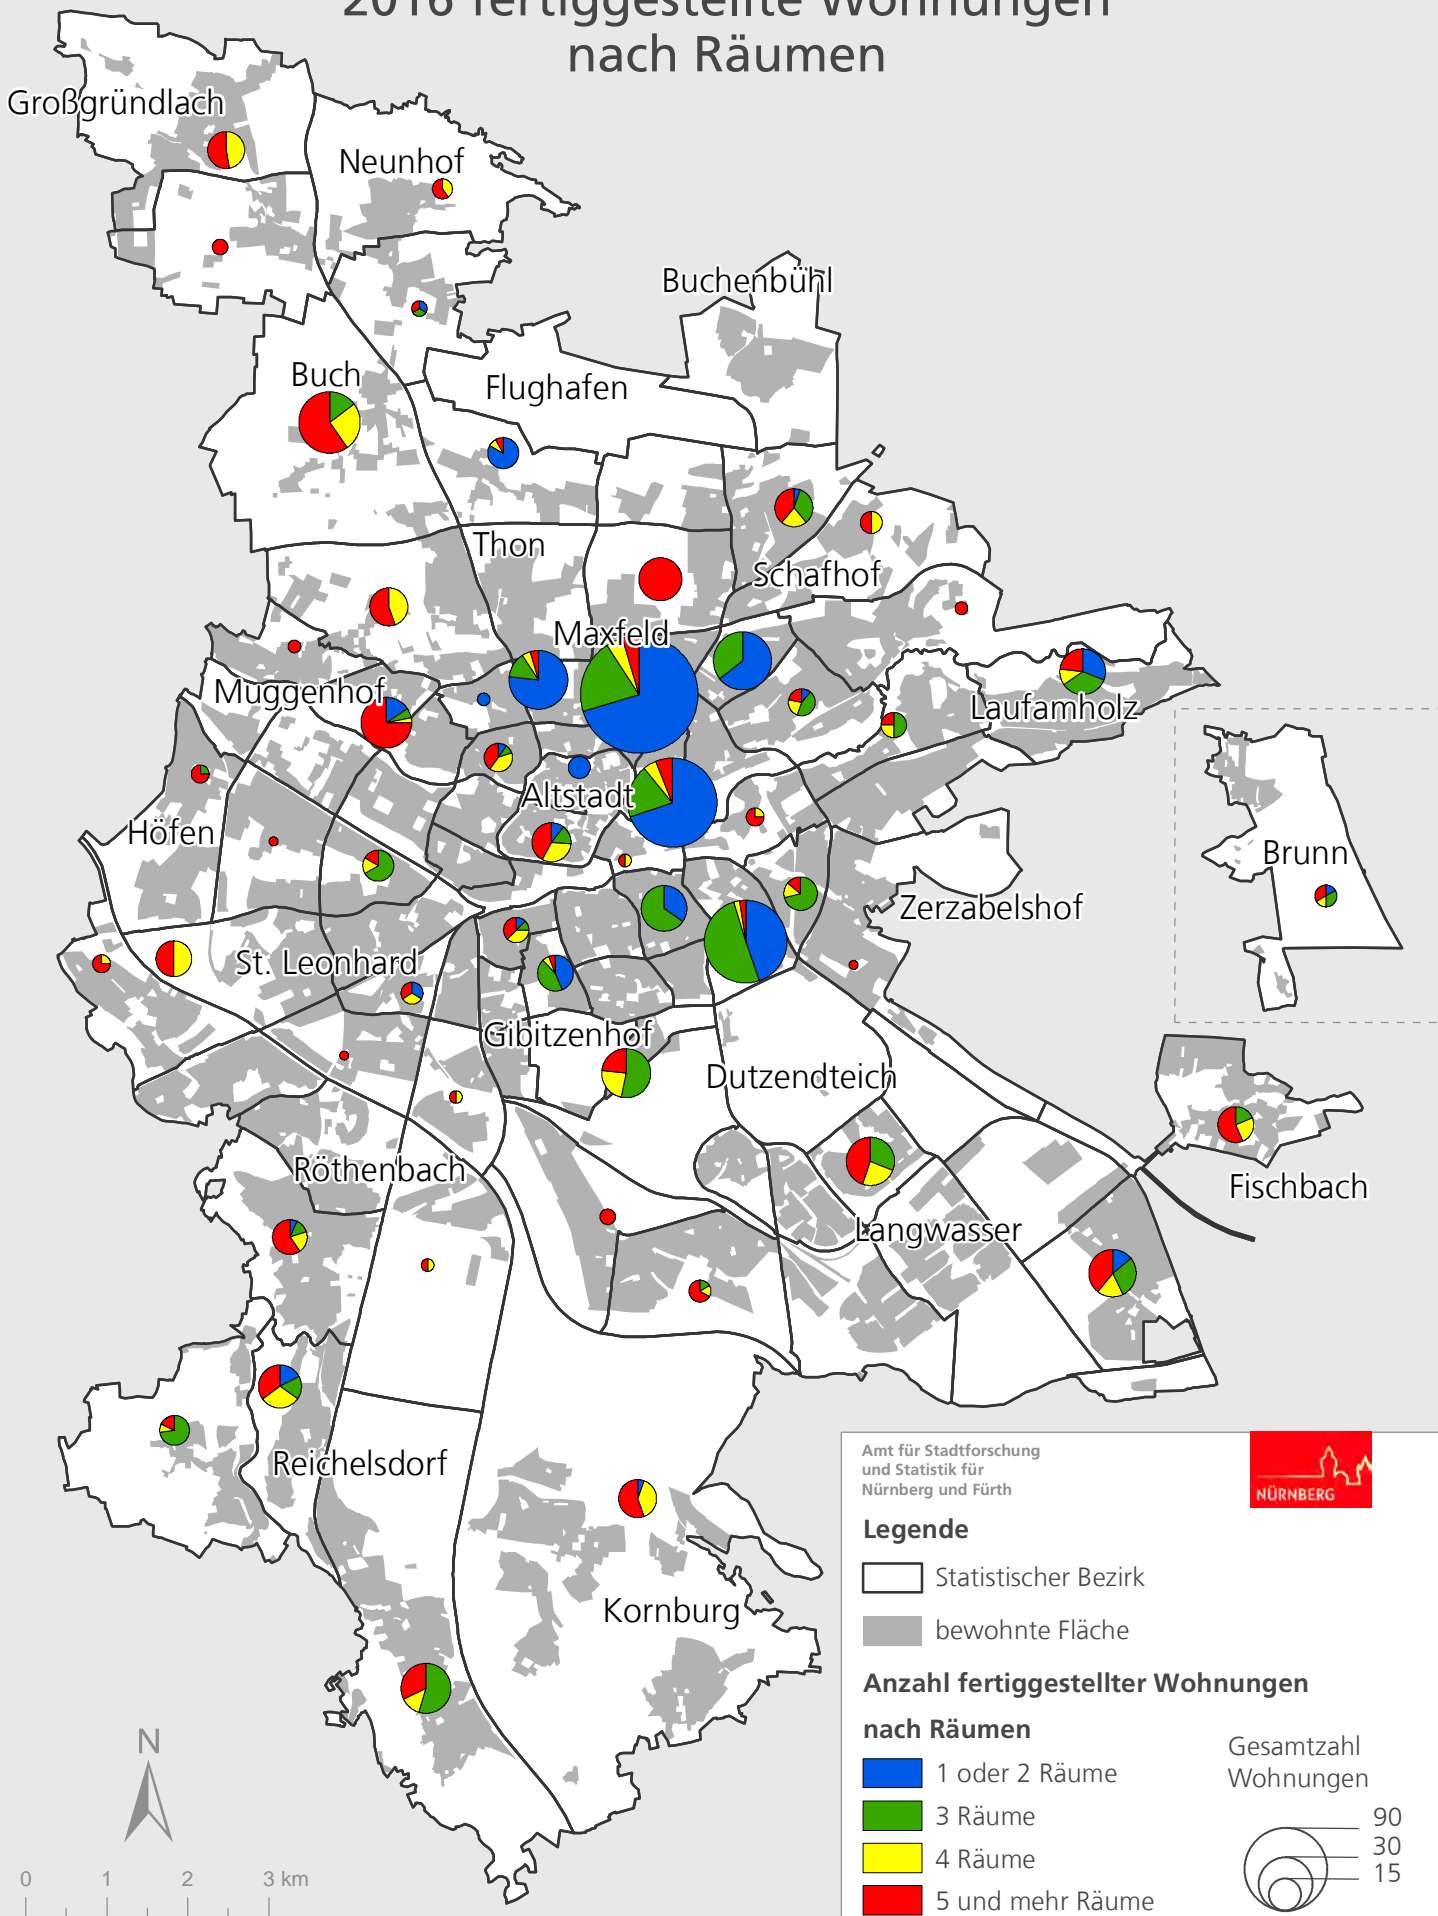 2016 fertiggestellte Wohnungen
nach Räumen
Großgründlach
Neunhof
Buchenbühl
Buch
Flughafen
Thon
Schafhof
Maxfeld
Muggenhof
Laufamholz
Altstadt
Höfen
Brunn
Zerzabelshof
St. Leonhard
Gibitzenhof
Dutzendteich
Röthenbach
Fischbach
Langwasser
Reichelsdorf
Kornburg
Amt für Stadtforschung
und Statistik für
Nürnberg und Fürth
NÜRNBERG
Legende
Statistischer Bezirk
bewohnte Fläche
Anzahl fertiggestellter Wohnungen
nach Räumen
1 oder 2 Räume
3 Räume
4 Räume
5 und mehr Räume
Gesamtzahl
Wohnungen
90
30
15
N
0 1 2 3 km